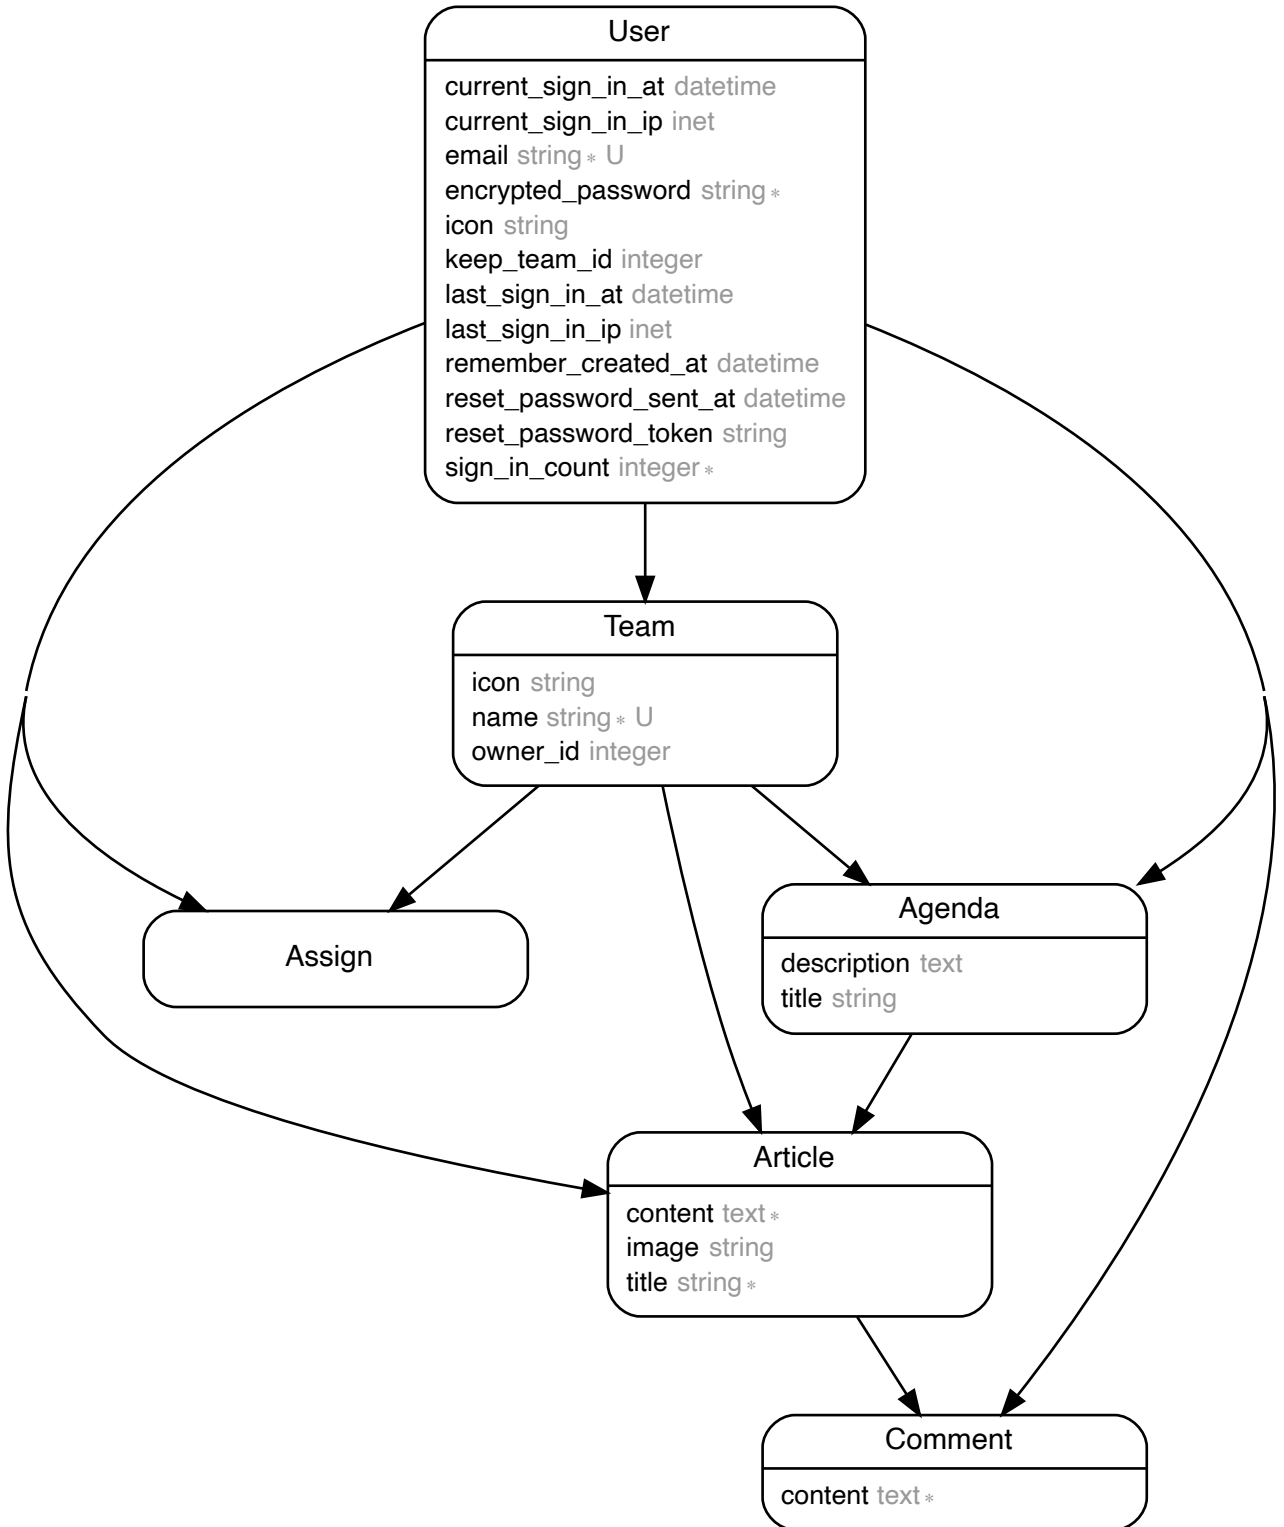 User
current_sign_in_at datetime
current_sign_in_ip inet
email string * U
encrypted_password string *
icon string
keep_team_id integer
last_sign_in_at datetime
last_sign_in_ip inet
remember_created_at datetime
reset_password_sent_at datetime
reset_password_token string
sign_in_count integer *
Team
icon string
name string * U
owner_id integer
Agenda
description text
title string
Assign
Article
content text *
image string
title string *
Comment
content text *